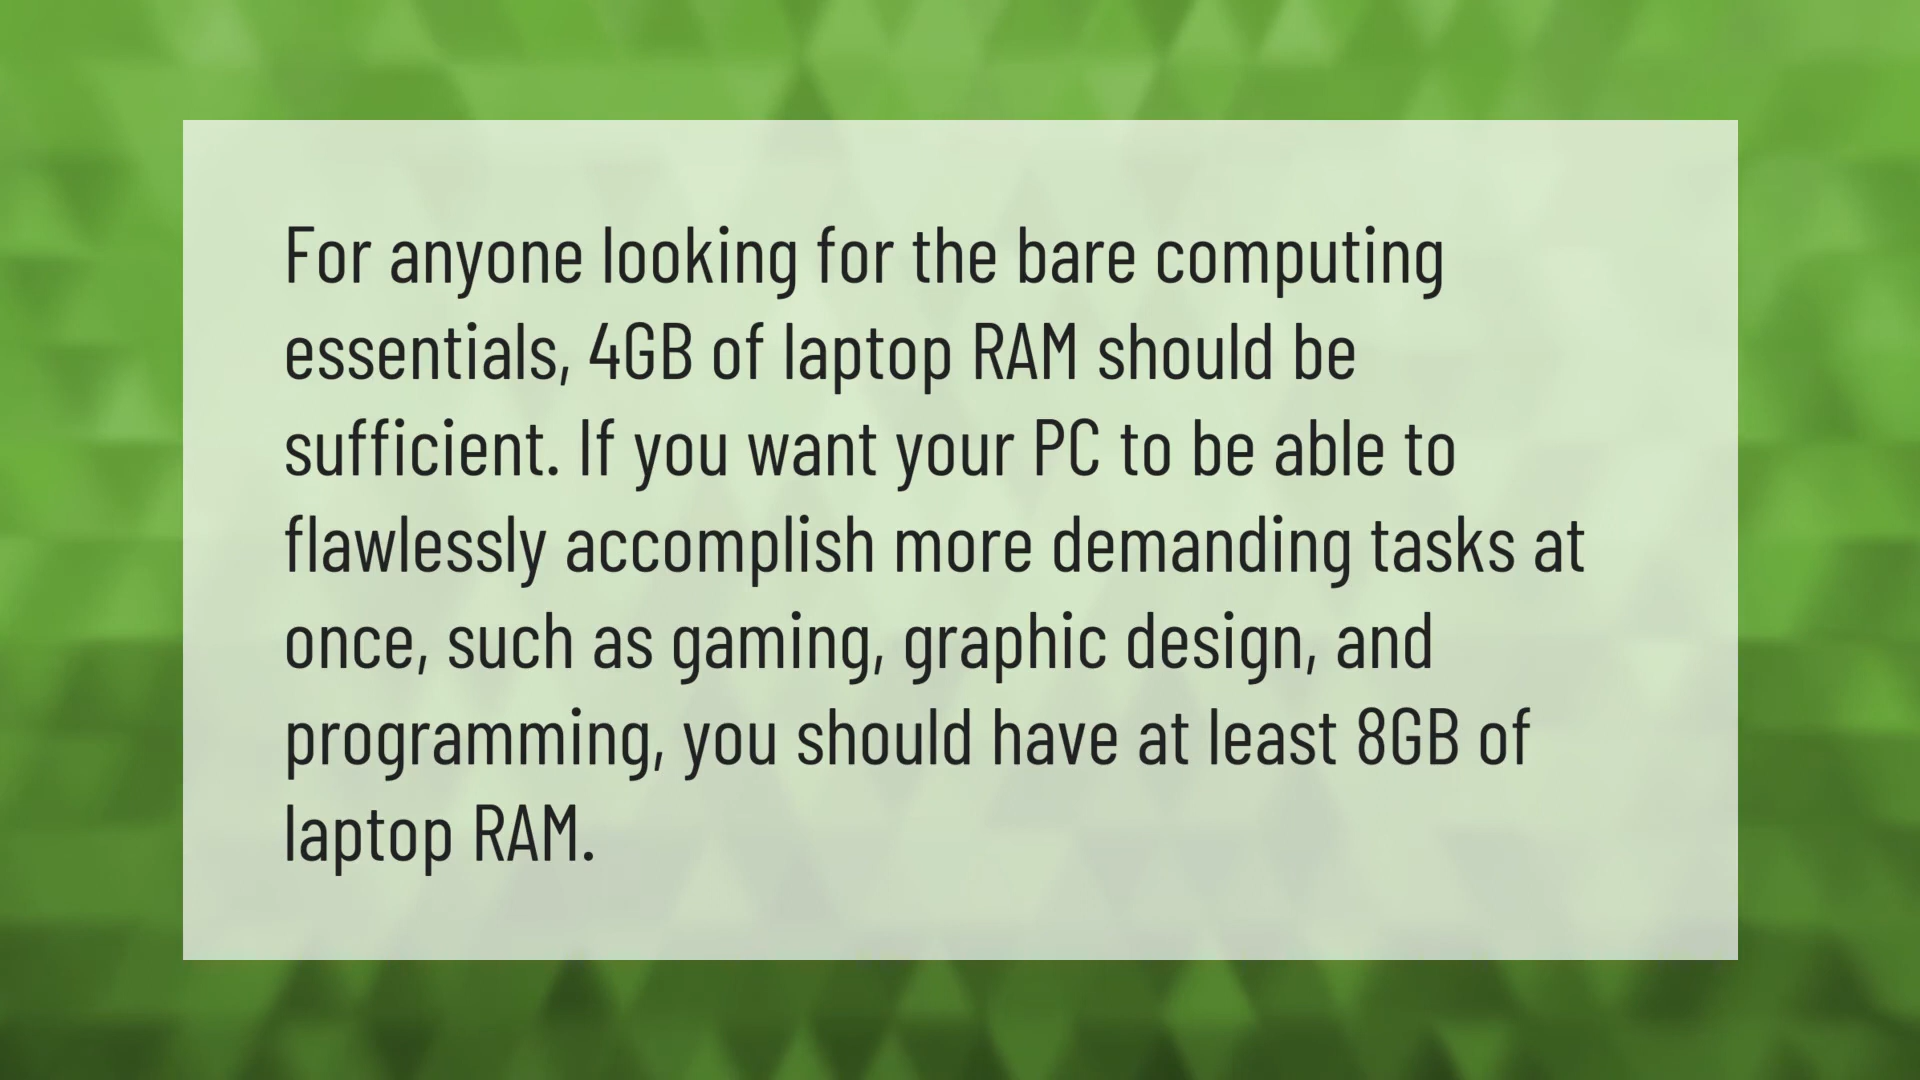 For anyone looking for the bare computing
essentials, 4GB of laptop RAM should be
sufficient. If you want your PC to be able to
flawlessly accomplish more demanding tasks at
once, such as gaming, graphic design, and
programming, you should have at least 8GB of
laptop RAM.